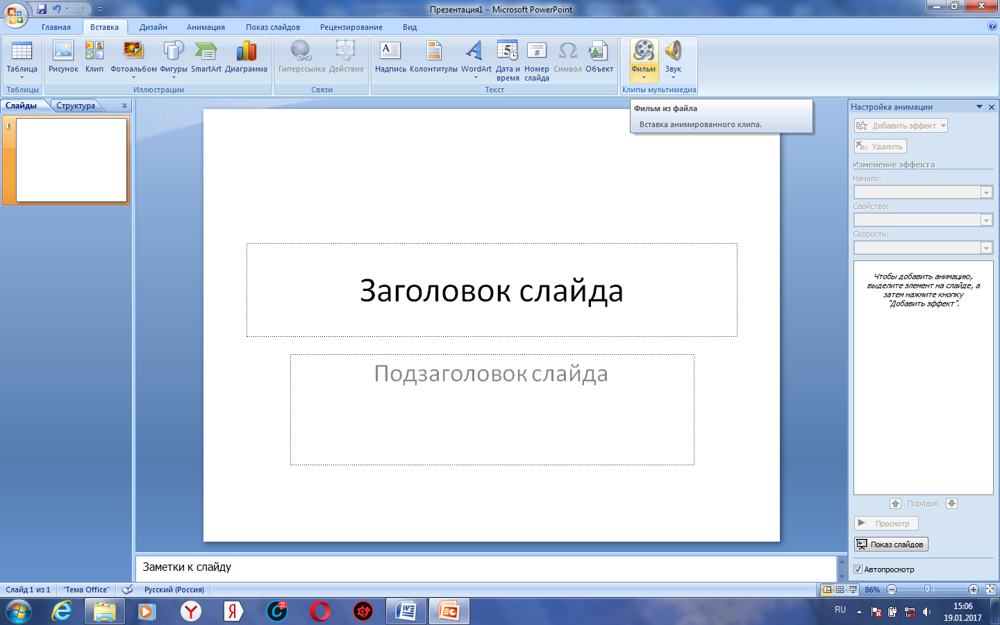 Презентация1 - Microsoft PowerPoint
Главная Вставка Дизайн Анимация Показ слайдов Рецензирование Вид
Таблица Рисунок Клип Фотоальбом Фигуры SmartArt Диаграмма Гиперссылка Действие Надпись Колонтитулы WordArt Дата и время Номер слайда Символ Объект Фильм Звук
Таблицы Иллюстрации Связи Текст Клипы мультимедиа
Фильм из файла
Вставка анимированного клипа.
Слайды Структура
1
Заголовок слайда
Подзаголовок слайда
Заметки к слайду
Настройка анимации
Добавить эффект
Удалить
Изменение эффекта
Начало:
Свойство:
Скорость:
Чтобы добавить анимацию,
выделите элемент на слайде, а
затем нажмите кнопку
"Добавить эффект".
Порядок
Просмотр
Показ слайдов
Автопросмотр
Слайд 1 из 1 "Тема Office" Русский (Россия) 86%
RU 15:06
19.01.2017